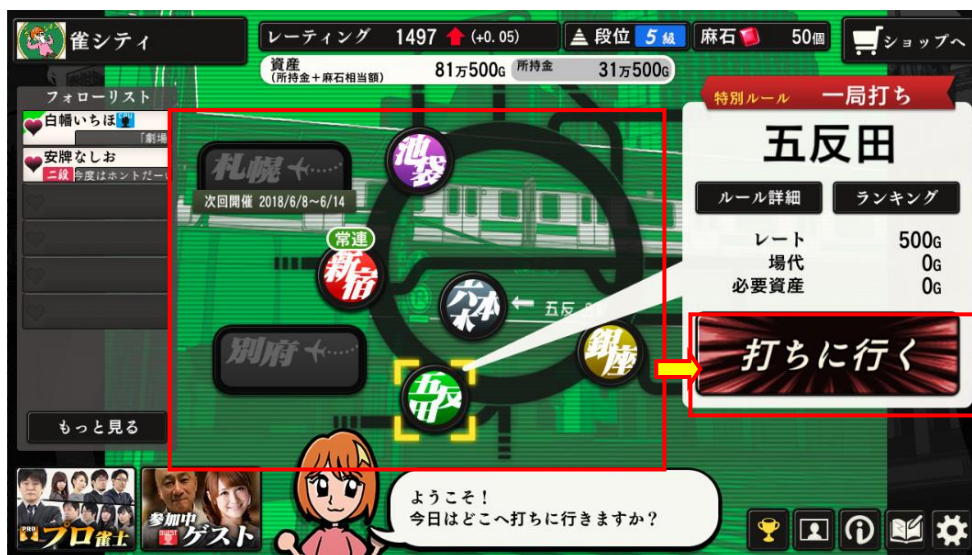 雀シティ
レーティング 1497 (+0.05)
段位 5級
麻石 50個
ショップへ
資産
(所持金+麻石相当額)
81万500G
所持金 31万500G
フォローリスト
白幡いちほ
「劇場
安牌なしお
二段 今度はホントだーい
もっと見る
札幌
次回開催 2018/6/8~6/14
池袋
常連
新宿
六本木
← 五反
別府
銀座
五反田
特別ルール 一局打ち
五反田
ルール詳細
ランキング
レート 500G
場代 0G
必要資産 0G
打ちに行く
PRO
プロ雀士
参加中
GUEST
ゲスト
ようこそ!
今日はどこへ打ちに行きますか?